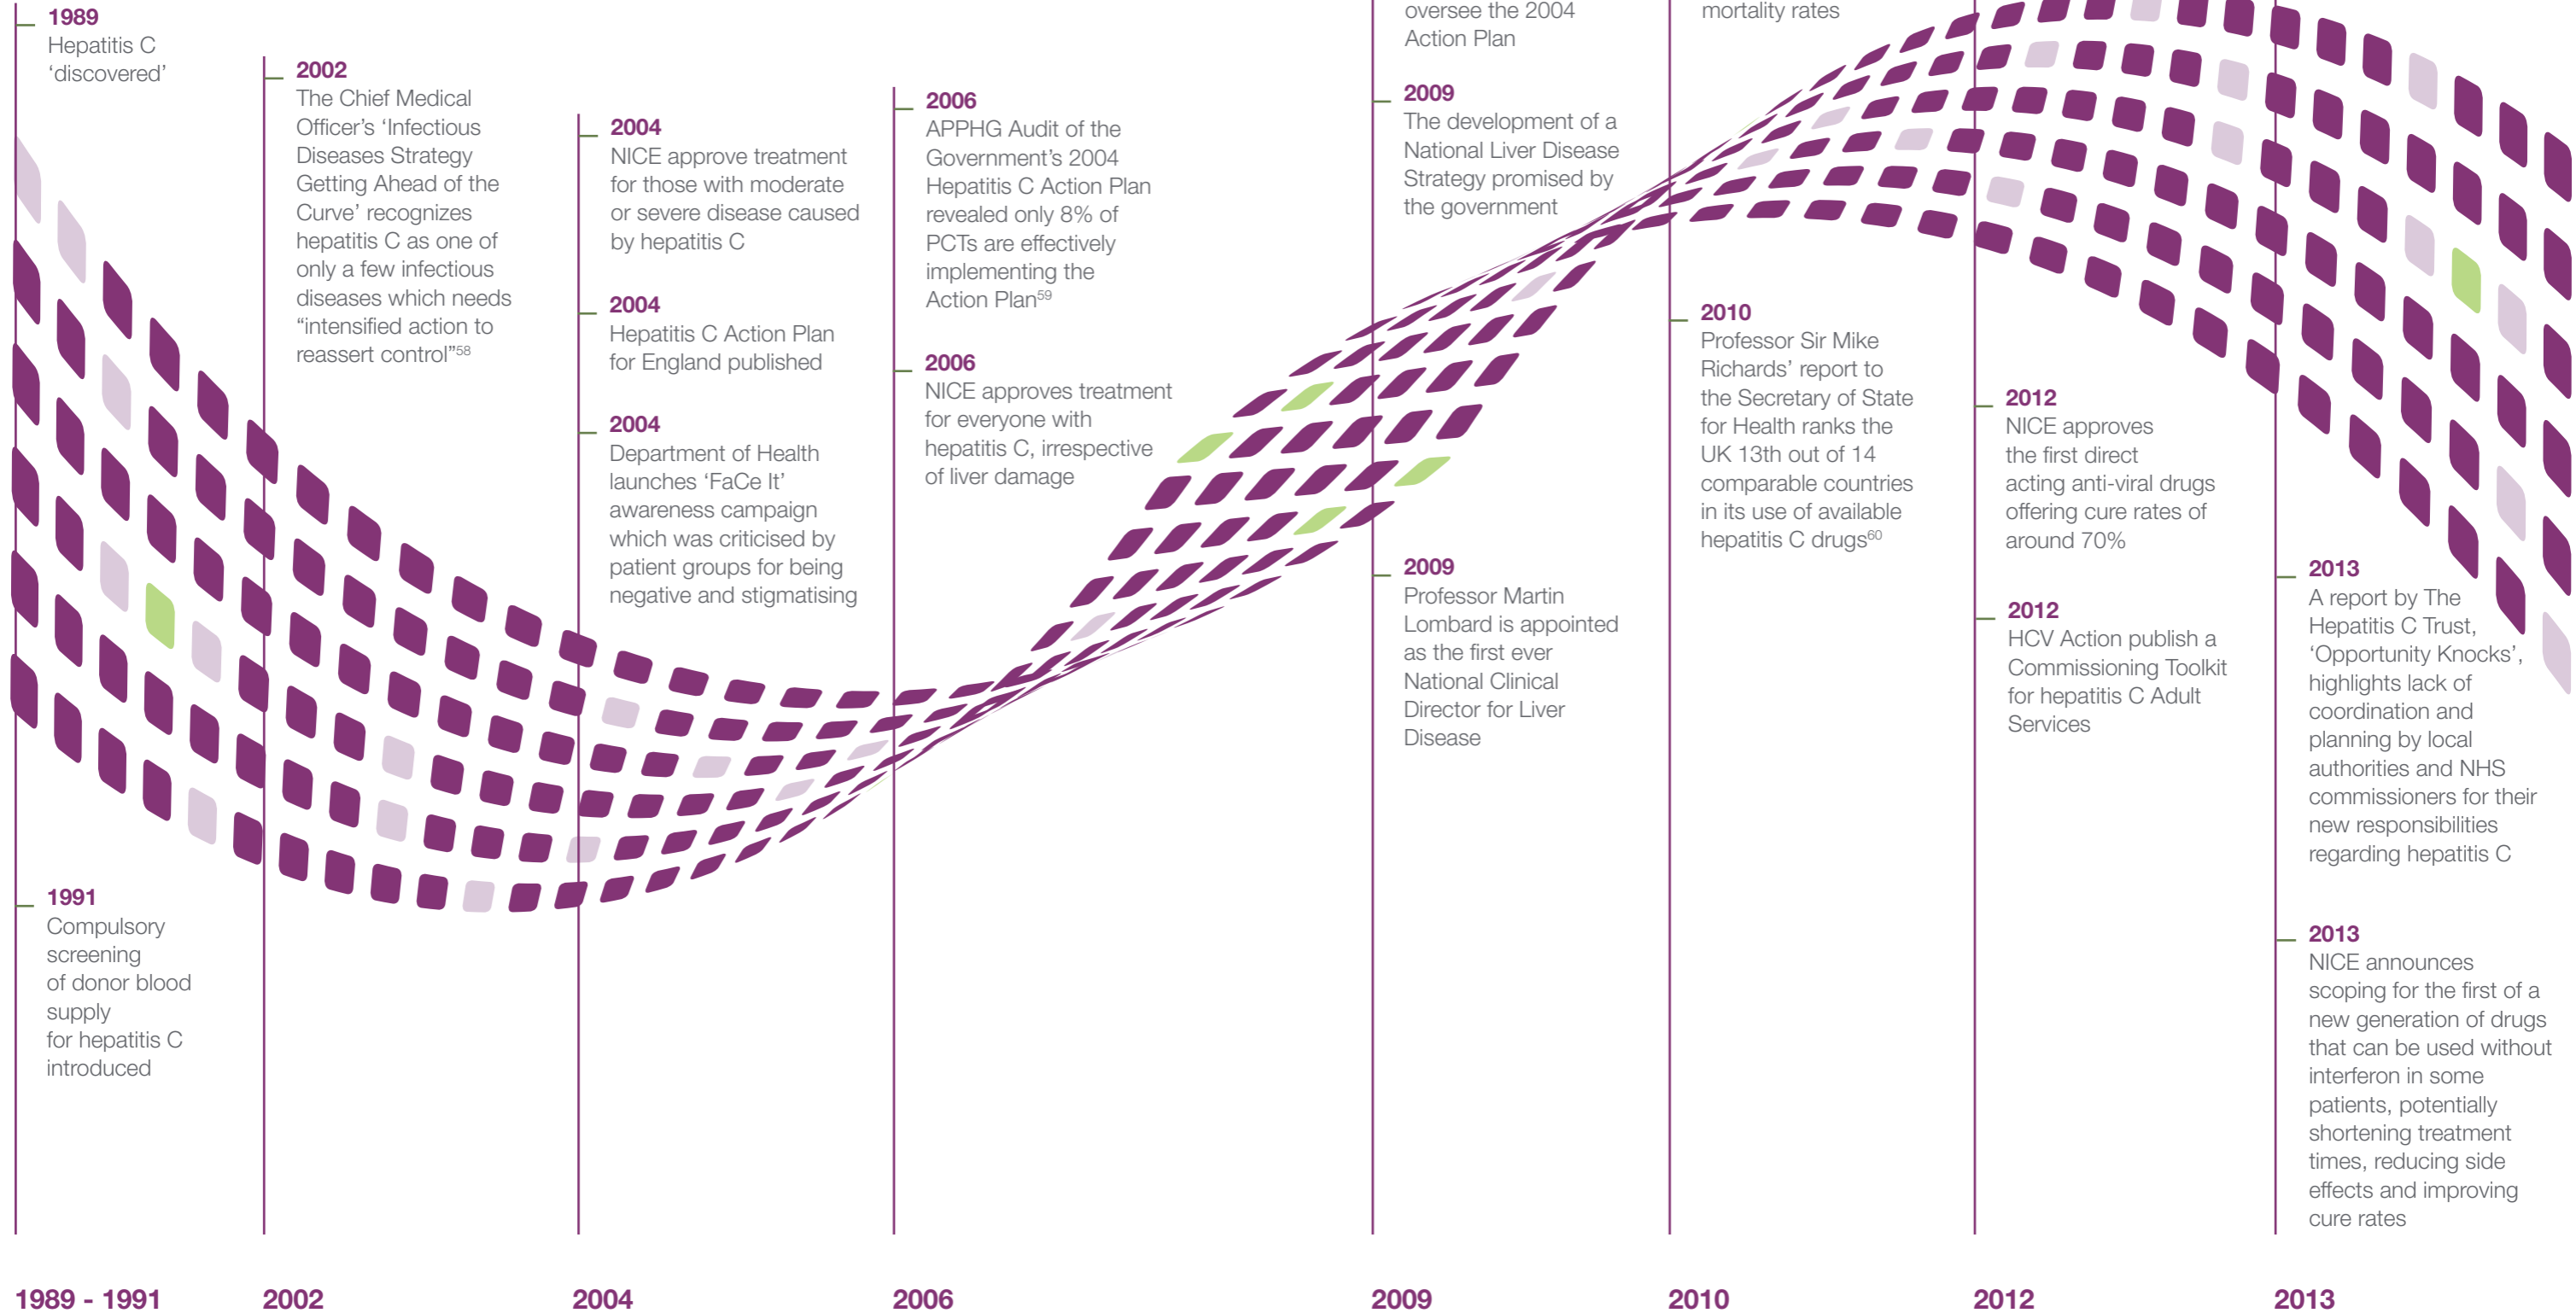 1989
Hepatitis C
‘discovered’
1991
Compulsory
screening
of donor blood
supply
for hepatitis C
introduced
2002
The Chief Medical
Officer’s ‘Infectious
Diseases Strategy
Getting Ahead of the
Curve’ recognizes
hepatitis C as one of
only a few infectious
diseases which needs
“intensified action to
reassert control”58
2004
NICE approve treatment
for those with moderate
or severe disease caused
by hepatitis C
2004
Hepatitis C Action Plan
for England published
2004
Department of Health
launches ‘FaCe It’
awareness campaign
which was criticised by
patient groups for being
negative and stigmatising
2006
APPHG Audit of the
Government’s 2004
Hepatitis C Action Plan
revealed only 8% of
PCTs are effectively
implementing the
Action Plan59
2006
NICE approves treatment
for everyone with
hepatitis C, irrespective
of liver damage
oversee the 2004
Action Plan
2009
The development of a
National Liver Disease
Strategy promised by
the government
2009
Professor Martin
Lombard is appointed
as the first ever
National Clinical
Director for Liver
Disease
mortality rates
2010
Professor Sir Mike
Richards’ report to
the Secretary of State
for Health ranks the
UK 13th out of 14
comparable countries
in its use of available
hepatitis C drugs60
2012
NICE approves
the first direct
acting anti-viral drugs
offering cure rates of
around 70%
2012
HCV Action publish a
Commissioning Toolkit
for hepatitis C Adult
Services
2013
A report by The
Hepatitis C Trust,
‘Opportunity Knocks’,
highlights lack of
coordination and
planning by local
authorities and NHS
commissioners for their
new responsibilities
regarding hepatitis C
2013
NICE announces
scoping for the first of a
new generation of drugs
that can be used without
interferon in some
patients, potentially
shortening treatment
times, reducing side
effects and improving
cure rates
1989 - 1991
2002
2004
2006
2009
2010
2012
2013